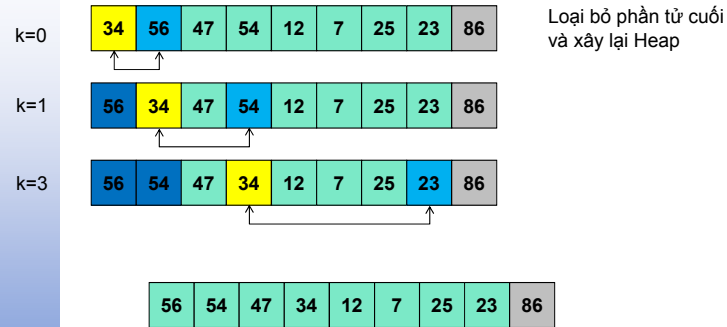 k=0 34 56 47 54 12 7 25 23 86
Loại bỏ phần tử cuối
và xây lại Heap
k=1 56 34 47 54 12 7 25 23 86
k=3 56 54 47 34 12 7 25 23 86
56 54 47 34 12 7 25 23 86